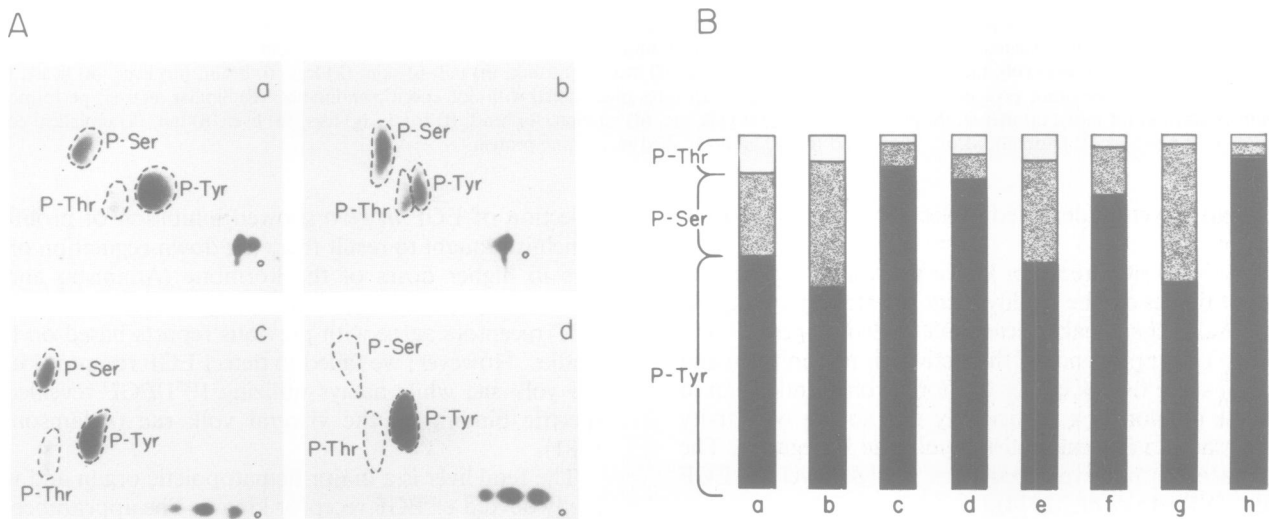 A
B
a
P-Ser
P-Tyr
P-Thr
b
P-Ser
P-Tyr
P-Thr
c
P-Ser
P-Tyr
P-Thr
d
P-Ser
P-Tyr
P-Thr
P-Thr
P-Ser
P-Tyr
a b c d e f g h